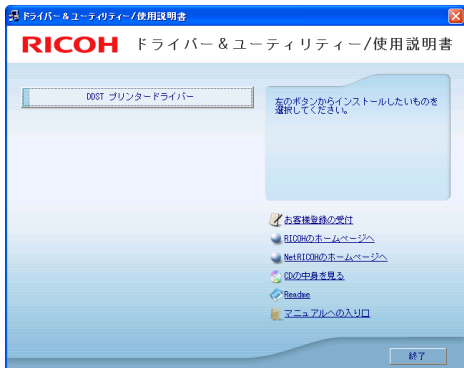 ドライバー＆ユーティリティー/使用説明書
RICOH ドライバー＆ユーティリティー/使用説明書
DDST プリンタードライバー
左のボタンからインストールしたいものを
選択してください。
お客様登録の受付
RICOHのホームページへ
NetRICOHのホームページへ
CDの中身を見る
Readme
マニュアルへの入り口
終了